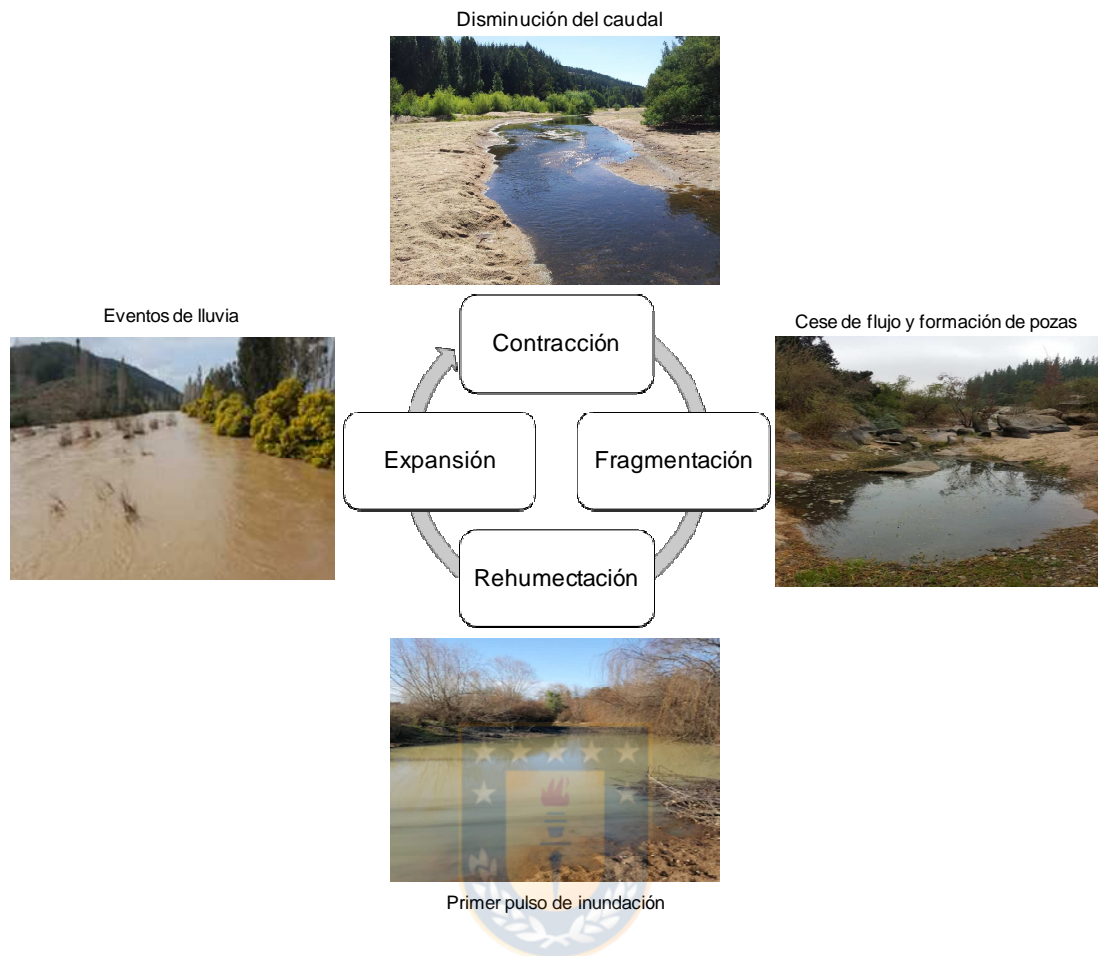 Disminución del caudal
Eventos de lluvia
Cese de flujo y formación de pozas
Contracción
Expansión
Fragmentación
Rehumectación
Primer pulso de inundación